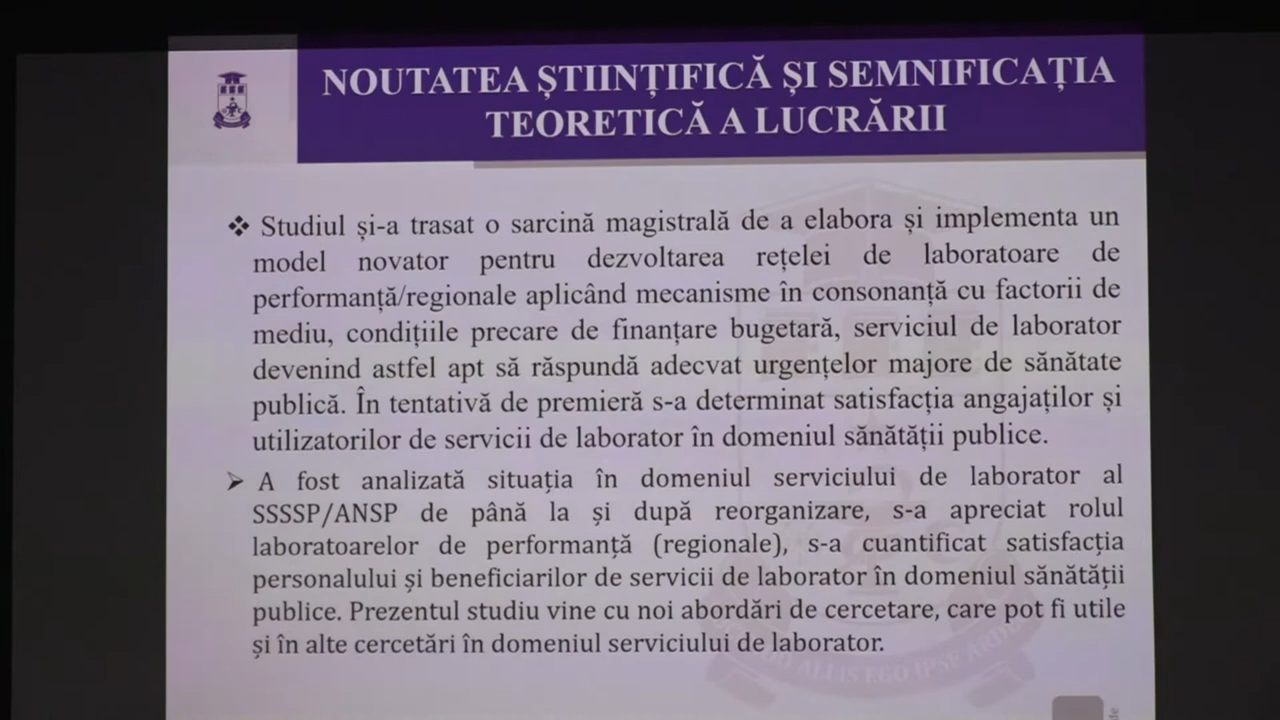 NOUTATEA ȘTIINȚIFICĂ ȘI SEMNIFICAȚIA
TEORETICĂ A LUCRĂRII
❖ Studiul și-a trasat o sarcină magistrală de a elabora și implementa un
model novator pentru dezvoltarea rețelei de laboratoare de
performanță/regionale aplicând mecanisme în consonanță cu factorii de
mediu, condițiile precare de finanțare bugetară, serviciul de laborator
devenind astfel apt să răspundă adecvat urgențelor majore de sănătate
publică. În tentativă de premieră s-a determinat satisfacția angajaților și
utilizatorilor de servicii de laborator în domeniul sănătății publice.
➢ A fost analizată situația în domeniul serviciului de laborator al
SSSSP/ANSP de până la și după reorganizare, s-a apreciat rolul
laboratoarelor de performanță (regionale), s-a cuantificat satisfacția
personalului și beneficiarilor de servicii de laborator în domeniul sănătății
publice. Prezentul studiu vine cu noi abordări de cercetare, care pot fi utile
și în alte cercetări în domeniul serviciului de laborator.
ALIIS EGO IPSE
de